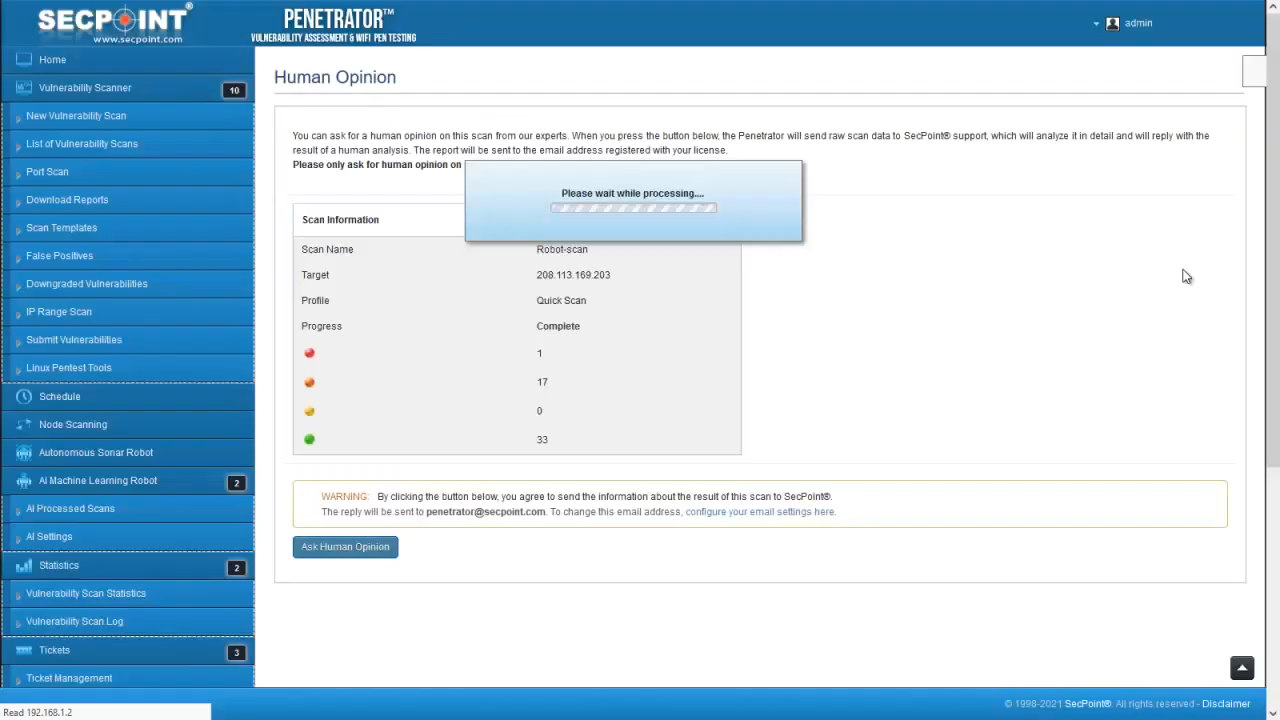 SECPOINT®
www.secpoint.com
PENETRATOR™
VULNERABILITY ASSESSMENT & WIFI PEN TESTING
admin
Home
Vulnerability Scanner 10
New Vulnerability Scan
List of Vulnerability Scans
Port Scan
Download Reports
Scan Templates
False Positives
Downgraded Vulnerabilities
IP Range Scan
Submit Vulnerabilities
Linux Pentest Tools
Schedule
Node Scanning
Autonomous Sonar Robot
AI Machine Learning Robot 2
AI Processed Scans
AI Settings
Statistics 2
Vulnerability Scan Statistics
Vulnerability Scan Log
Tickets 3
Ticket Management
Human Opinion
You can ask for a human opinion on this scan from our experts. When you press the button below, the Penetrator will send raw scan data to SecPoint® support, which will analyze it in detail and will reply with the
result of a human analysis. The report will be sent to the email address registered with your license.
Please only ask for human opinion on
Please wait while processing....
Scan Information
Scan Name Robot-scan
Target 208.113.169.203
Profile Quick Scan
Progress Complete
1
17
0
33
WARNING: By clicking the button below, you agree to send the information about the result of this scan to SecPoint®.
The reply will be sent to penetrator@secpoint.com. To change this email address, configure your email settings here.
Ask Human Opinion
© 1998-2021 SecPoint®. All rights reserved - Disclaimer
Read 192.168.1.2